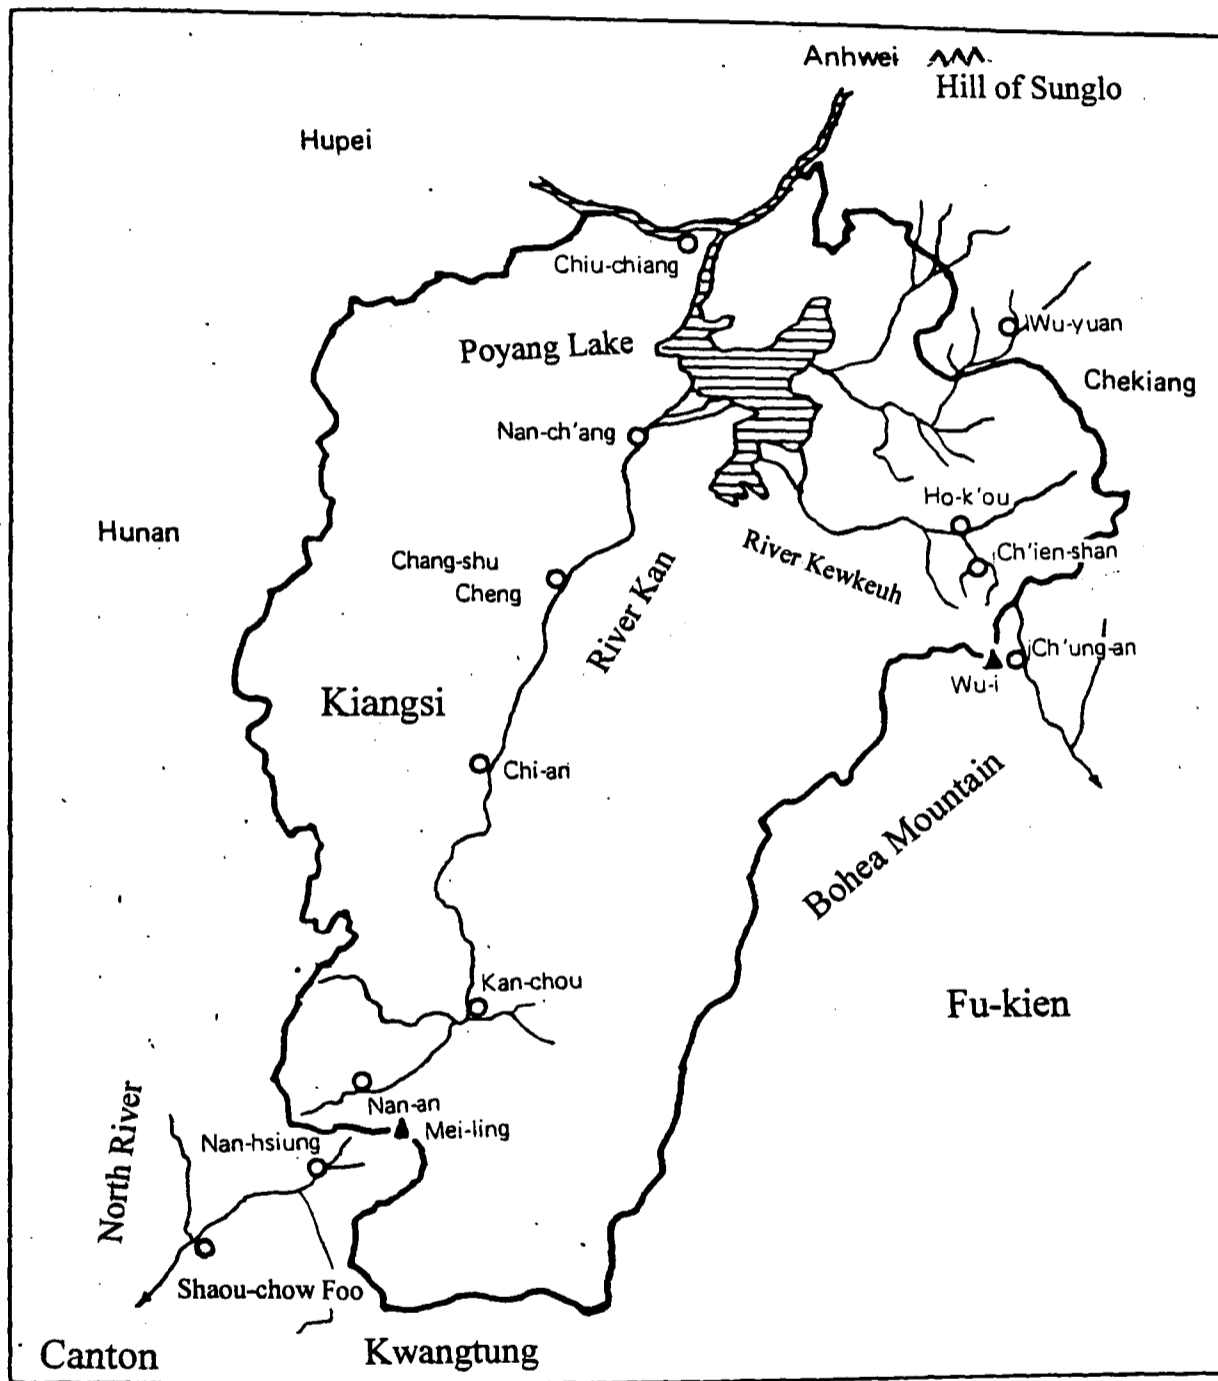 Anhwei
Hill of Sunglo
Hupei
Chiu-chiang
Poyang Lake
Wu-yuan
Chekiang
Nan-ch'ang
Ho-k'ou
Hunan
River Kewkeuh
Ch'ien-shan
Chang-shu
Cheng
River Kan
Ch'ung-an
Wu-i
Kiangsi
Chi-an
Bohea Mountain
Kan-chou
Fu-kien
Nan-an
Mei-ling
Nan-hsiung
North River
Shaou-chow Foo
Canton
Kwangtung